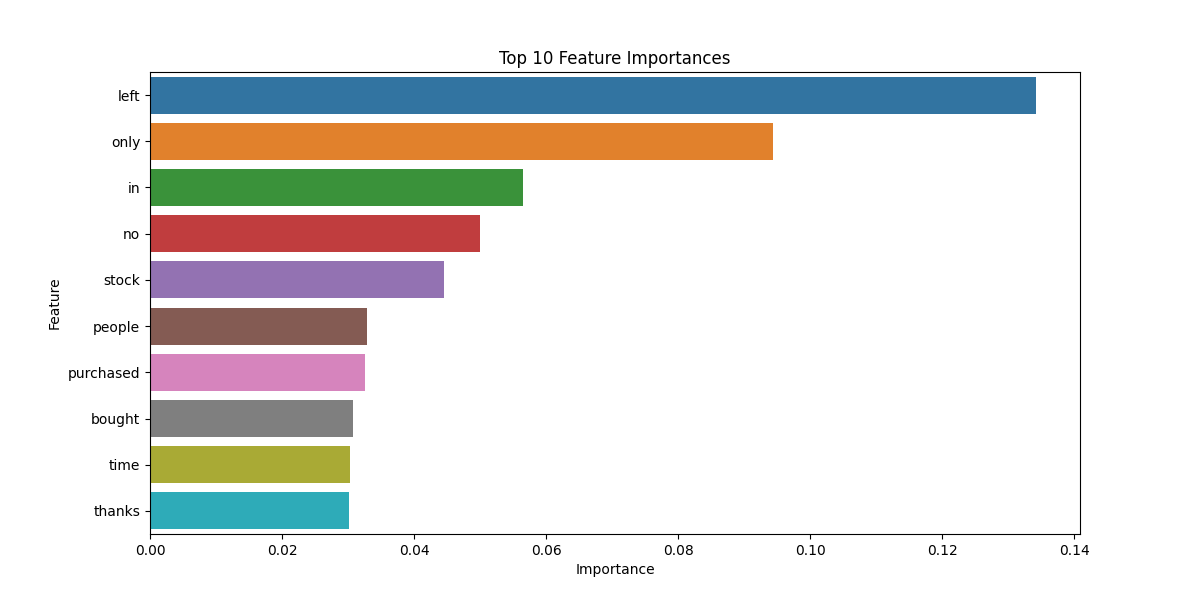 Top 10 Feature Importances
left
only
in
no
stock
people
purchased
bought
time
thanks
Feature
0.00 0.02 0.04 0.06 0.08 0.10 0.12 0.14
Importance